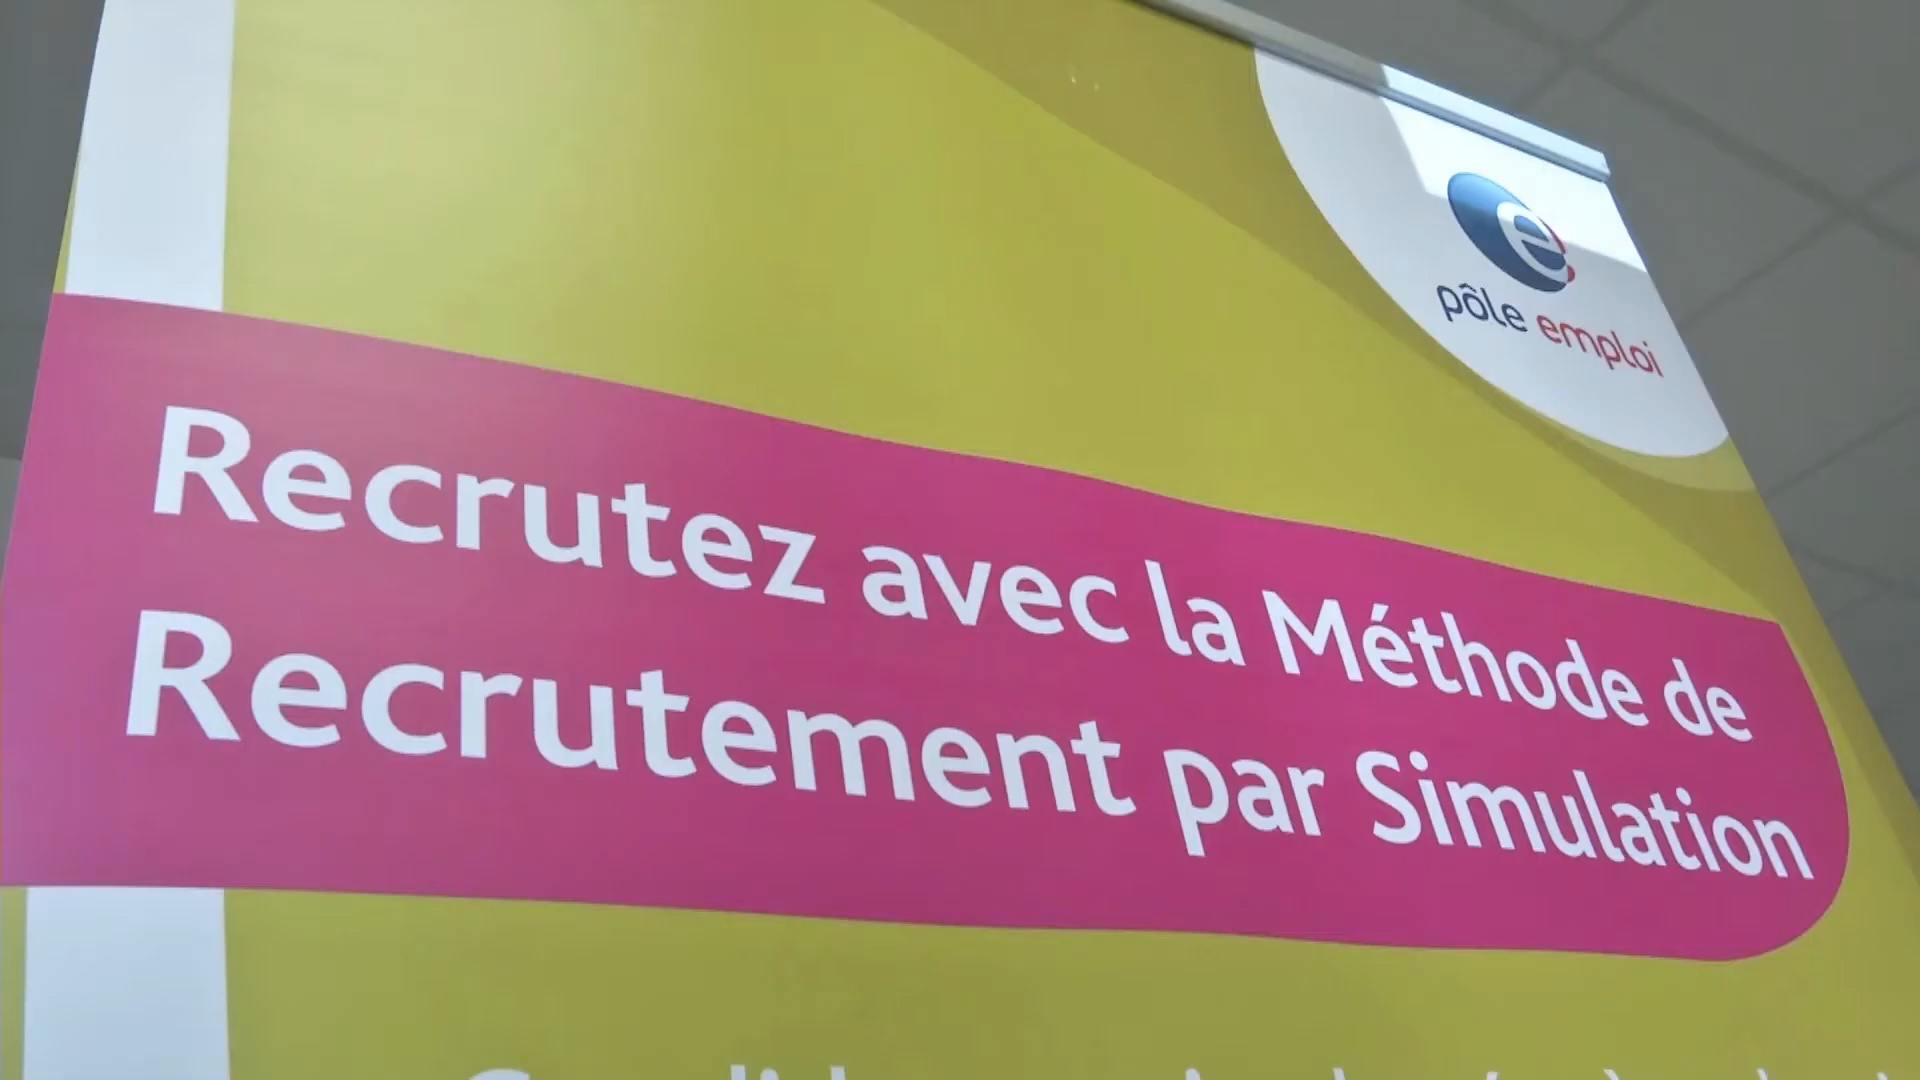 pôle emploi
Recrutez avec la Méthode de
Recrutement par Simulation